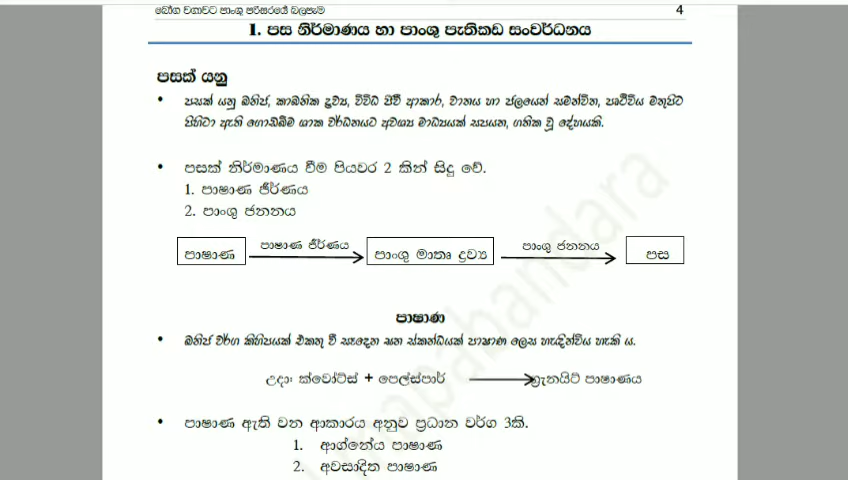 බෝග වගාවට පාංශු පරිසරයේ බලපෑම 4
1. පස නිර්මාණය හා පාංශු පැතිකඩ සංවර්ධනය
පසක් යනු
• පසක් යනු ඛනිජ, කාබනික ද්‍රව්‍ය, විවිධ ජීවී ආකාර, වාතය හා ජලයෙන් සමන්විත, පෘථිවිය මතුපිට
පිහිටා ඇති ගොඩබිම ශාක වර්ධනයට අවශ්‍ය මාධ්‍යයක් සපයන, ගතික වූ දේහයකි.
• පසක් නිර්මාණය වීම පියවර 2 කින් සිදු වේ.
1. පාෂාණ ජීර්ණය
2. පාංශු ජනනය
පාෂාණ පාෂාණ ජීර්ණය පාංශු මාතෘ ද්‍රව්‍ය පාංශු ජනනය පස
පාෂාණ
• ඛනිජ වර්ග කිහිපයක් එකතු වී සෑදෙන ඝන ස්කන්ධයක් පාෂාණ ලෙස හැඳින්විය හැකි ය.
උදා: ක්වෝට්ස් + පෙල්ස්පාර් ග්‍රැනයිට් පාෂාණය
• පාෂාණ ඇති වන ආකාරය අනුව ප්‍රධාන වර්ග 3කි.
1. ආග්නේය පාෂාණ
2. අවසාදිත පාෂාණ